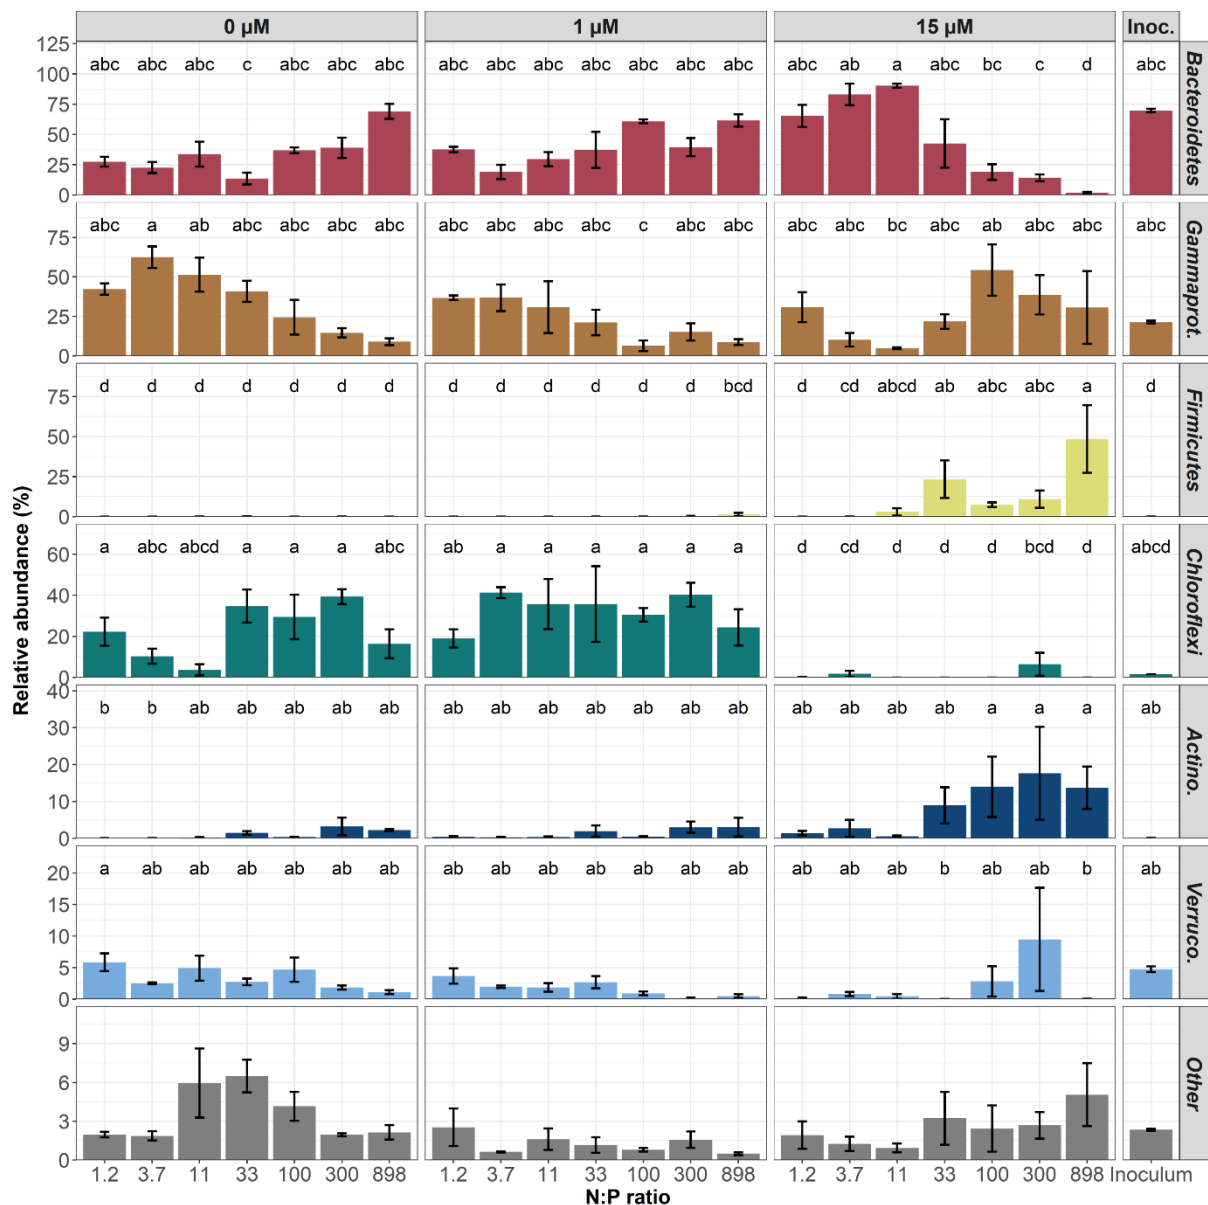 0 µM 1 µM 15 µM Inoc.
Relative abundance (%)
125
100
75
50
25
0
abc abc abc c abc abc abc
abc abc abc abc abc abc abc
abc ab a abc bc c d
abc
Bacteroidetes
75
50
25
0
abc a ab abc abc abc abc
abc abc abc abc c abc abc
abc abc bc abc ab abc abc
abc
Gammaprot.
75
50
25
0
d d d d d d d
d d d d d d bcd
d cd abcd ab abc abc a
d
Firmicutes
60
40
20
0
a abc abcd a a a abc
ab a a a a a a
d cd d d d bcd d
abcd
Chloroflexi
40
30
20
10
0
b b ab ab ab ab ab
ab ab ab ab ab ab ab
ab ab ab ab a a a
ab
Actino.
20
15
10
5
0
a ab ab ab ab ab ab
ab ab ab ab ab ab ab
ab ab ab b ab ab b
ab
Verruco.
9
6
3
0
Other
1.2 3.7 11 33 100 300 898
1.2 3.7 11 33 100 300 898
1.2 3.7 11 33 100 300 898
Inoculum
N:P ratio